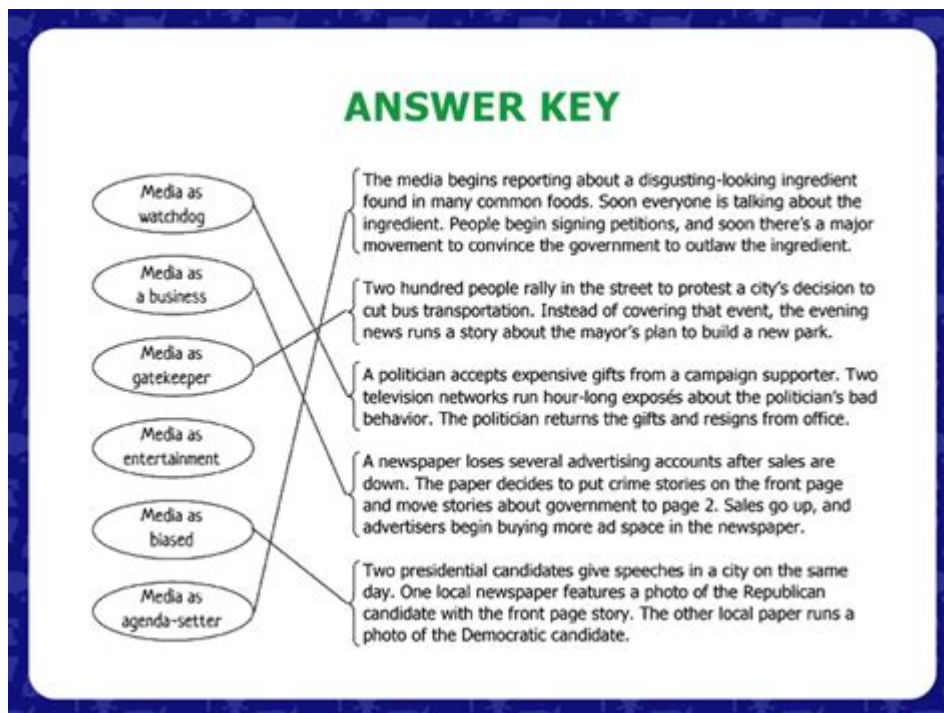 ANSWER KEY
Media as
watchdog
Media as
a business
Media as
gatekeeper
Media as
entertainment
Media as
biased
Media as
agenda-setter
The media begins reporting about a disgusting-looking ingredient
found in many common foods. Soon everyone is talking about the
ingredient. People begin signing petitions, and soon there's a major
movement to convince the government to outlaw the ingredient.
Two hundred people rally in the street to protest a city's decision to
cut bus transportation. Instead of covering that event, the evening
news runs a story about the mayor's plan to build a new park.
A politician accepts expensive gifts from a campaign supporter. Two
television networks run hour-long exposés about the politician's bad
behavior. The politician returns the gifts and resigns from office.
A newspaper loses several advertising accounts after sales are
down. The paper decides to put crime stories on the front page
and move stories about government to page 2. Sales go up, and
advertisers begin buying more ad space in the newspaper.
Two presidential candidates give speeches in a city on the same
day. One local newspaper features a photo of the Republican
candidate with the front page story. The other local paper runs a
photo of the Democratic candidate.